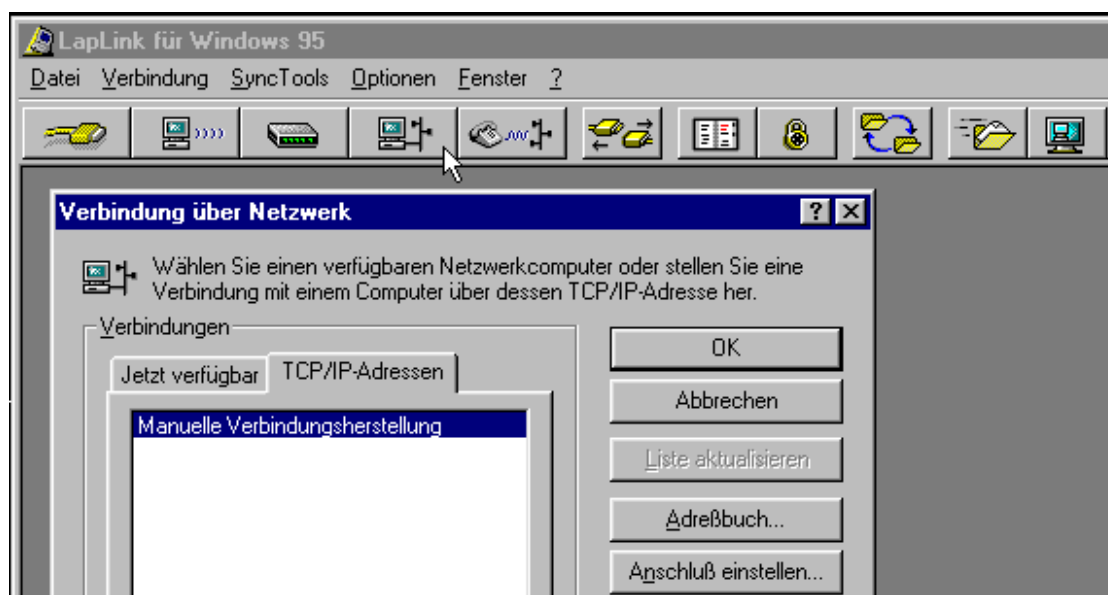 LapLink für Windows 95
Datei Verbindung SyncTools Optionen Fenster ?
Verbindung über Netzwerk
Wählen Sie einen verfügbaren Netzwerkcomputer oder stellen Sie eine
Verbindung mit einem Computer über dessen TCP/IP-Adresse her.
Verbindungen
Jetzt verfügbar TCP/IP-Adressen
Manuelle Verbindungsherstellung
OK
Abbrechen
Liste aktualisieren
Adreßbuch...
Anschluß einstellen...